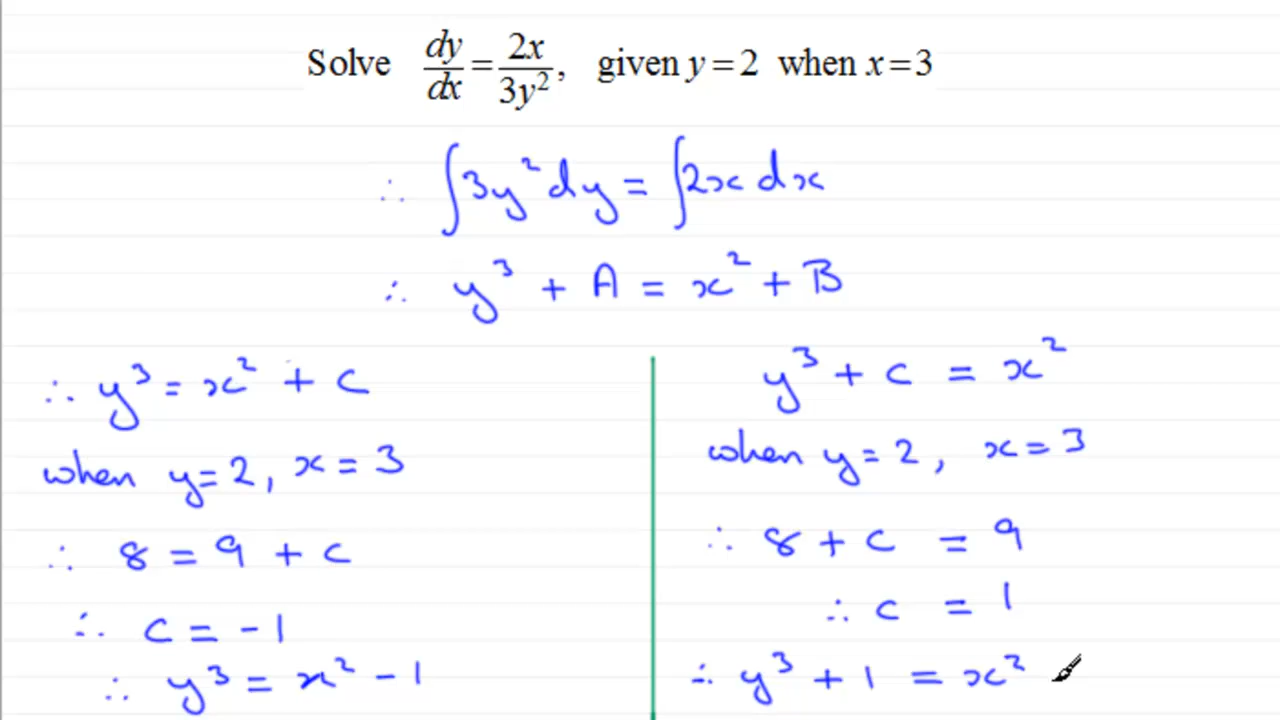 Solve dy/dx = 2x/3y², given y = 2 when x = 3
∴ ∫3y² dy = ∫2x dx
∴ y³ + A = x² + B
∴ y³ = x² + c
when y = 2, x = 3
∴ 8 = 9 + c
∴ c = -1
∴ y³ = x² - 1
y³ + c = x²
when y = 2, x = 3
∴ 8 + c = 9
∴ c = 1
∴ y³ + 1 = x²